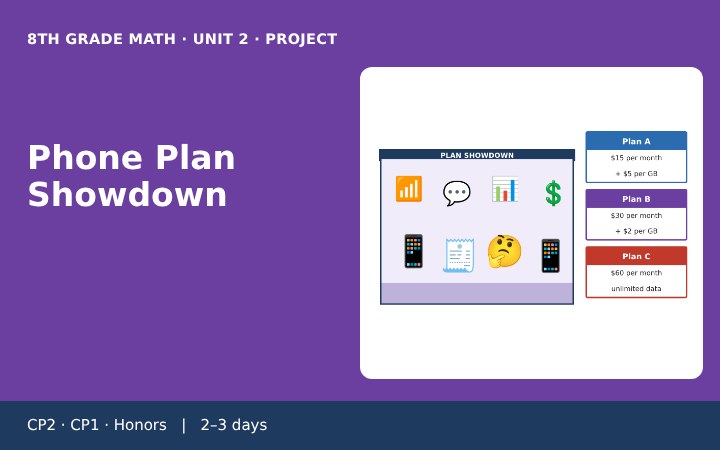 8TH GRADE MATH · UNIT 2 · PROJECT
Phone Plan
Showdown
PLAN SHOWDOWN
Plan A
$15 per month
+ $5 per GB
Plan B
$30 per month
+ $2 per GB
Plan C
$60 per month
unlimited data
CP2 · CP1 · Honors | 2–3 days